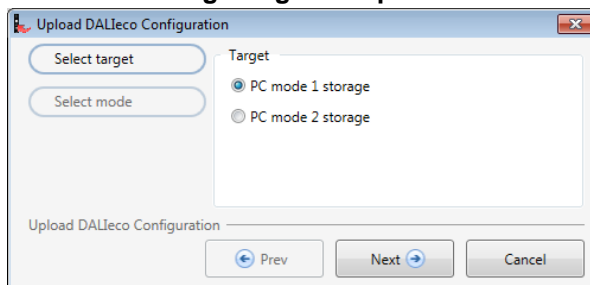 Upload DALIeco Configuration
Select target
Select mode
Target
PC mode 1 storage
PC mode 2 storage
Upload DALIeco Configuration
Prev
Next
Cancel